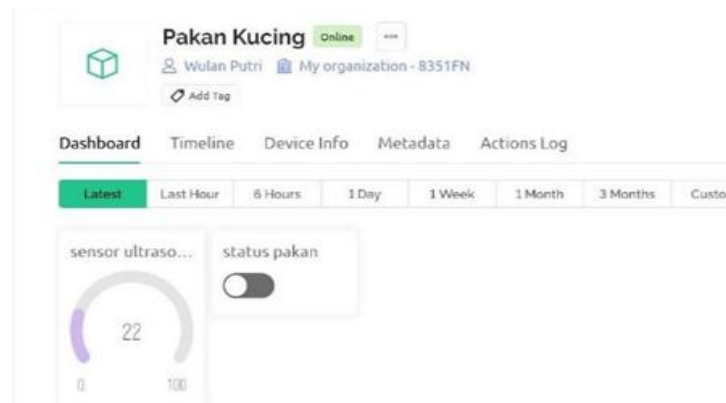 Pakan Kucing Online
Wulan Putri My organization - 8351FN
Add Tag
Dashboard Timeline Device Info Metadata Actions Log
Latest Last Hour 6 Hours 1 Day 1 Week 1 Month 3 Months Custo
sensor ultraso... status pakan
22
0 100